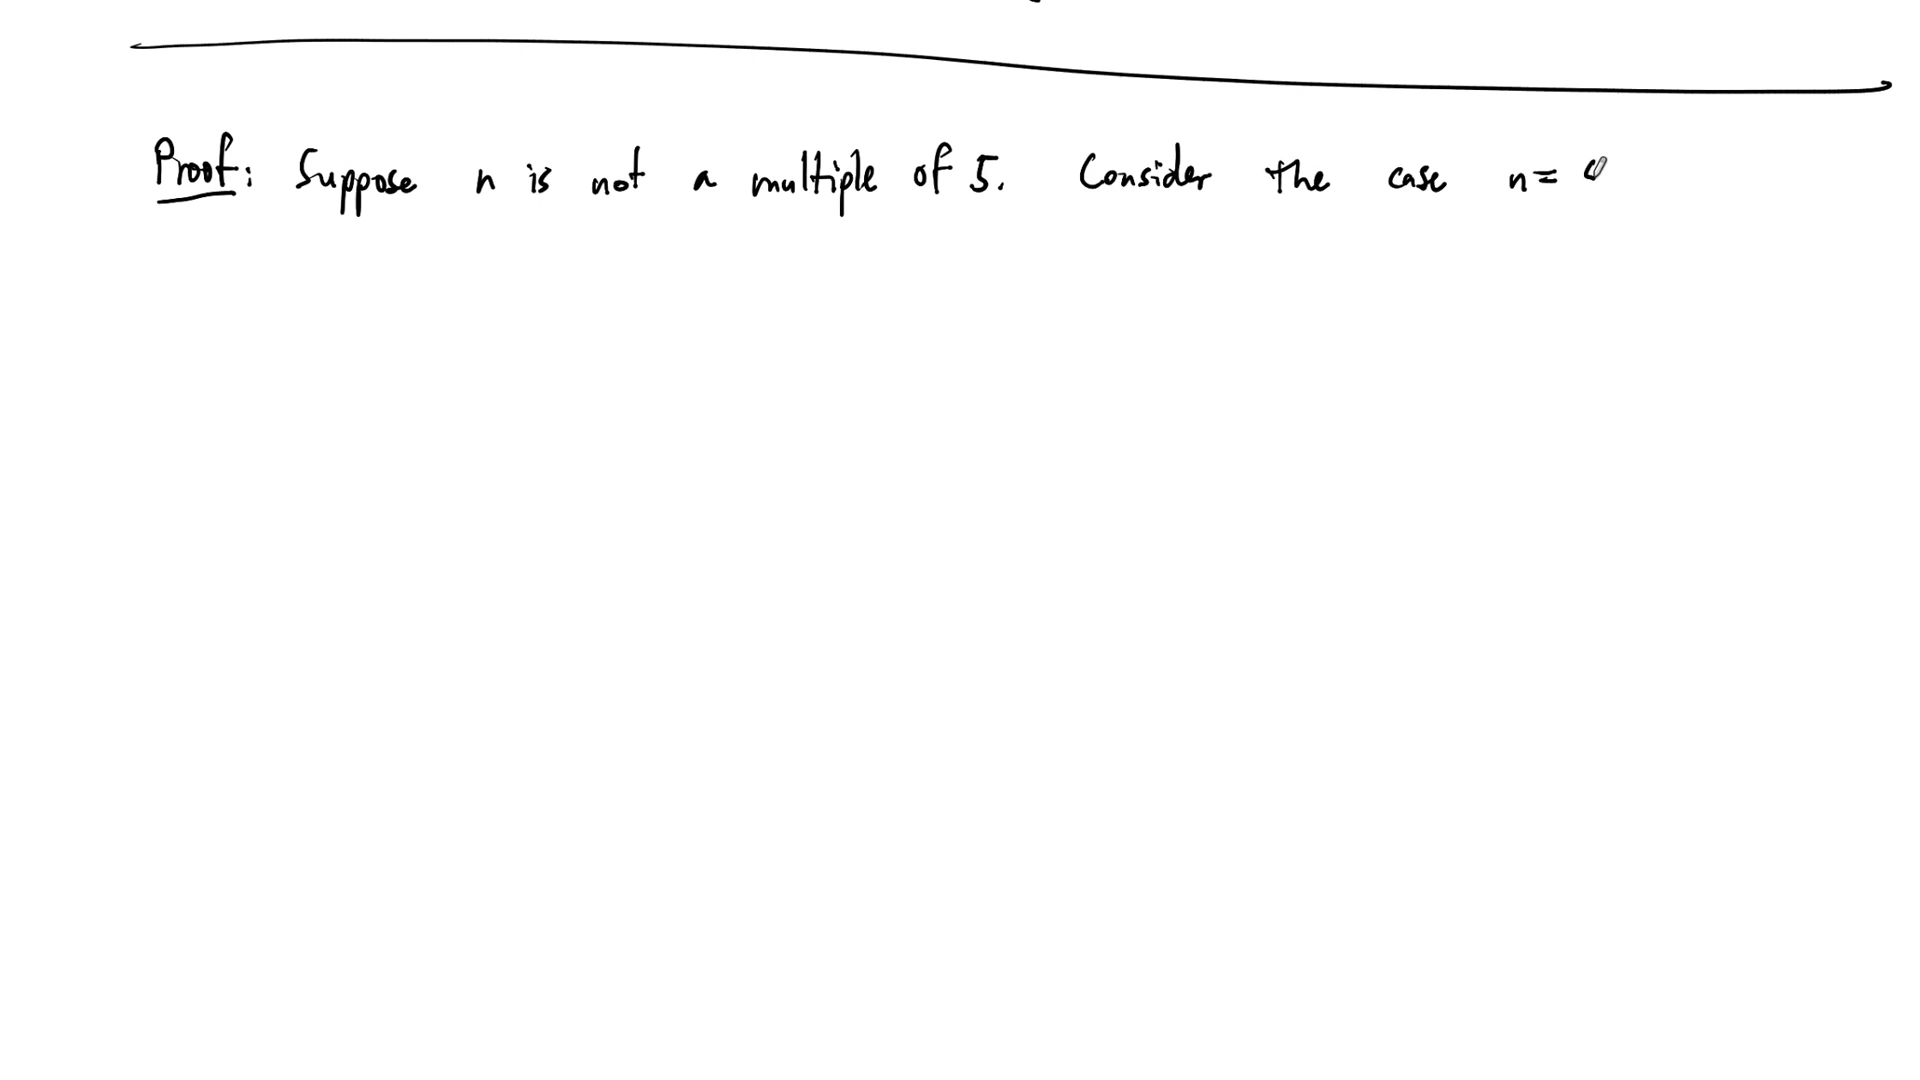 Proof: Suppose n is not a multiple of 5. Consider the case n=